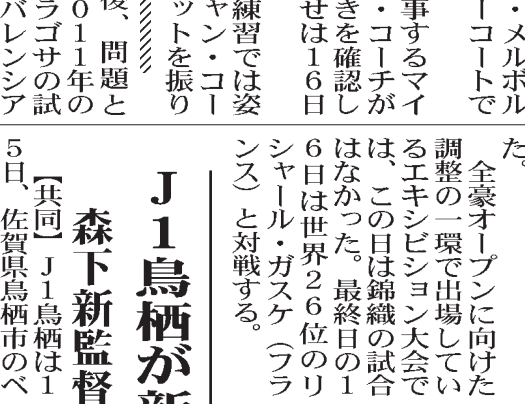 ・メルボル
ーコートで
事するマイ
・コーチが
きを確認し
せは１６日
練習では姿
ャン・コー
ットを振り
後、問題と
０１１年の
ラゴサの試
バレンシア
た。
全豪オープンに向けた
調整の一環で出場してい
るエキシビション大会で
は、この日は錦織の試合
はなかった。最終日の１
６日は世界２６位のリ
シャール・ガスケ（フラ
ンス）と対戦する。
Ｊ１鳥栖が新
森下新監督
【共同】Ｊ１鳥栖は１
５日、佐賀県鳥栖市のベ